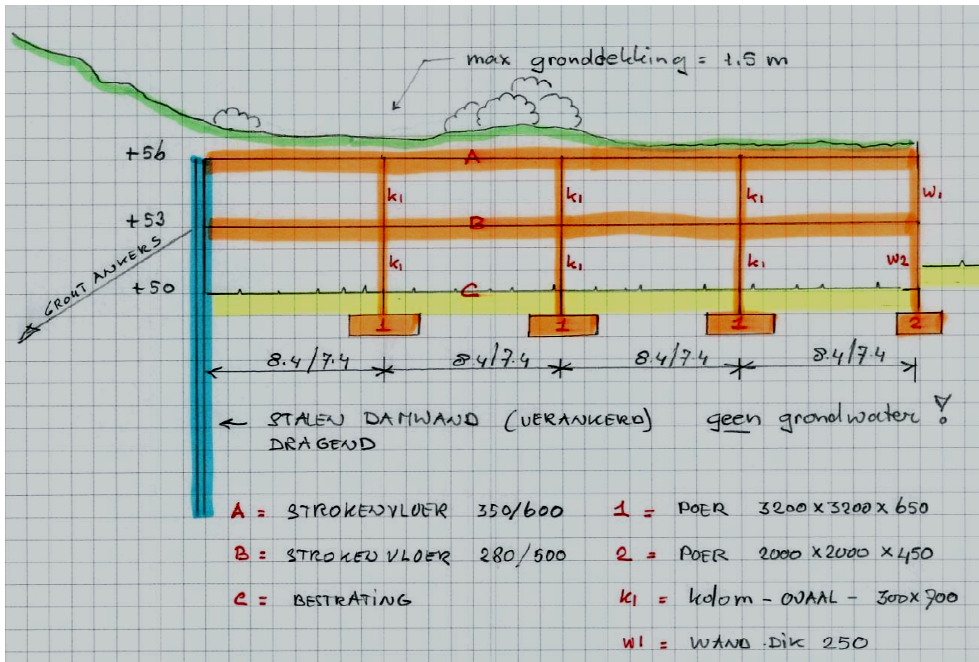 max gronddekking = 1.5 m
+56
A
k1 k1 k1 W1
+53
B
GROUT ANKERS
k1 k1 k1 W2
+50
C
1 1 1 2
8.4/7.4 8.4/7.4 8.4/7.4 8.4/7.4
← STALEN DAMWAND (VERANKERD) geen grondwater!
DRAGEND
A = STROKENVLOER 350/600
B = STROKENVLOER 280/500
C = BESTRATING
1 = POER 3200 x 3200 x 650
2 = POER 2000 x 2000 x 450
k1 = kolom - OVAAL - 300x700
W1 = WAND DIK 250